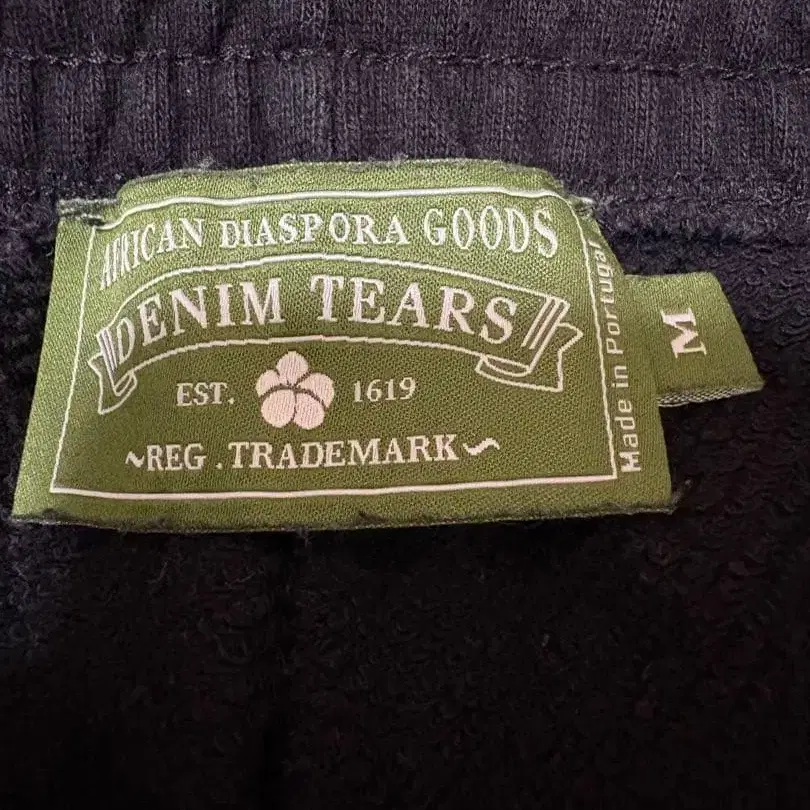 AFRICAN DIASPORA GOODS
DENIM TEARS
EST. 1619
~REG . TRADEMARK~
Made in Portugal
M